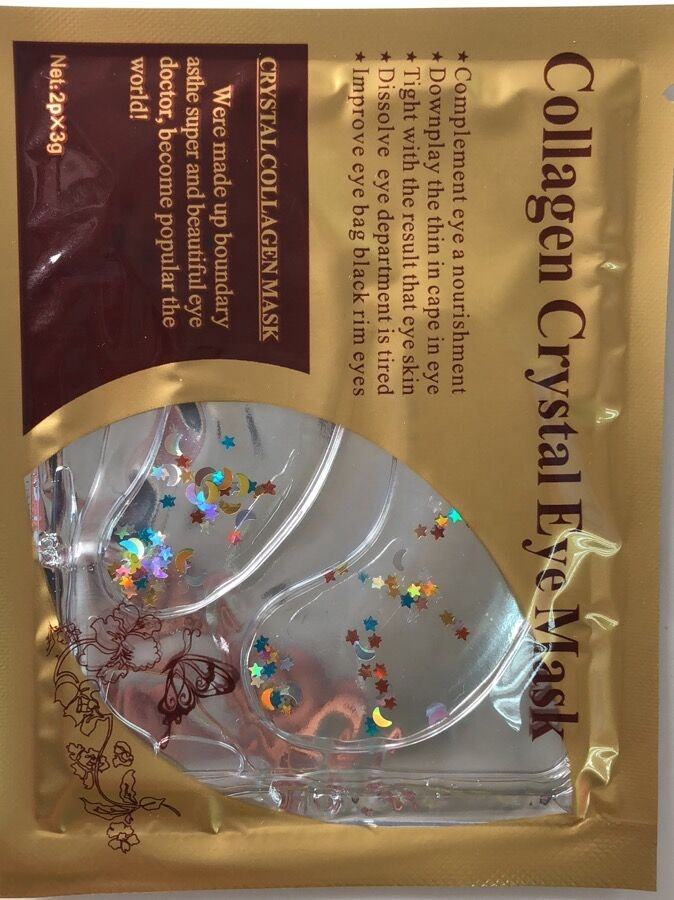 Collagen Crystal Eye Mask
★Complement eye a nourishment
★Downplay the thin in cape in eye
★Tight with the result that eye skin
★Dissolve eye department is tired
★Improve eye bag black rim eyes
CRYSTAL COLLAGEN MASK
Were made up boundary
asthe super and beautiful eye
doctor, become popular the
world!
Net:2pX3g